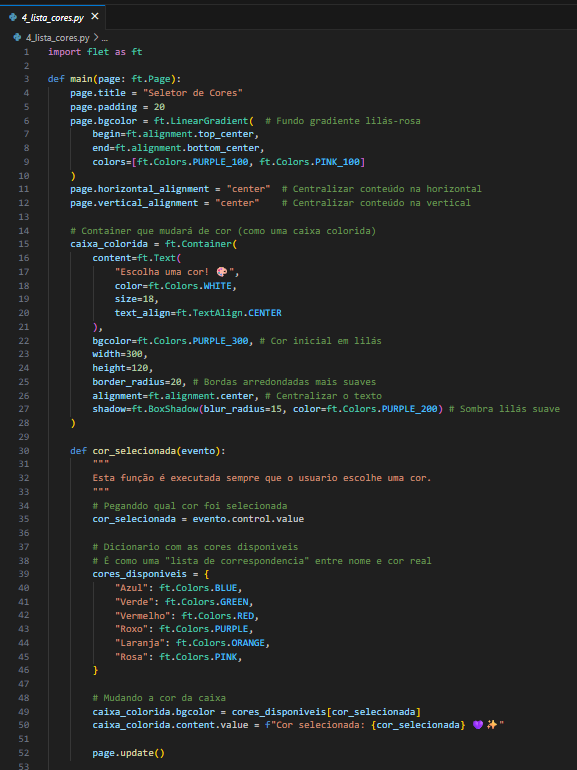 4_lista_cores.py ✕
4_lista_cores.py > ...
1 import flet as ft
2
3 def main(page: ft.Page):
4 page.title = "Seletor de Cores"
5 page.padding = 20
6 page.bgcolor = ft.LinearGradient( # Fundo gradiente lilás-rosa
7 begin=ft.alignment.top_center,
8 end=ft.alignment.bottom_center,
9 colors=[ft.Colors.PURPLE_100, ft.Colors.PINK_100]
10 )
11 page.horizontal_alignment = "center" # Centralizar conteúdo na horizontal
12 page.vertical_alignment = "center" # Centralizar conteúdo na vertical
13
14 # Container que mudará de cor (como uma caixa colorida)
15 caixa_colorida = ft.Container(
16 content=ft.Text(
17 "Escolha uma cor! 🎨",
18 color=ft.Colors.WHITE,
19 size=18,
20 text_align=ft.TextAlign.CENTER
21 ),
22 bgcolor=ft.Colors.PURPLE_300, # Cor inicial em lilás
23 width=300,
24 height=120,
25 border_radius=20, # Bordas arredondadas mais suaves
26 alignment=ft.alignment.center, # Centralizar o texto
27 shadow=ft.BoxShadow(blur_radius=15, color=ft.Colors.PURPLE_200) # Sombra lilás suave
28 )
29
30 def cor_selecionada(evento):
31 """
32 Esta função é executada sempre que o usuario escolhe uma cor.
33 """
34 # Peganddo qual cor foi selecionada
35 cor_selecionada = evento.control.value
36
37 # Dicionario com as cores disponiveis
38 # É como uma "lista de correspondencia" entre nome e cor real
39 cores_disponiveis = {
40 "Azul": ft.Colors.BLUE,
41 "Verde": ft.Colors.GREEN,
42 "Vermelho": ft.Colors.RED,
43 "Roxo": ft.Colors.PURPLE,
44 "Laranja": ft.Colors.ORANGE,
45 "Rosa": ft.Colors.PINK,
46 }
47
48 # Mudando a cor da caixa
49 caixa_colorida.bgcolor = cores_disponiveis[cor_selecionada]
50 caixa_colorida.content.value = f"Cor selecionada: {cor_selecionada} 💜✨"
51
52 page.update()
53